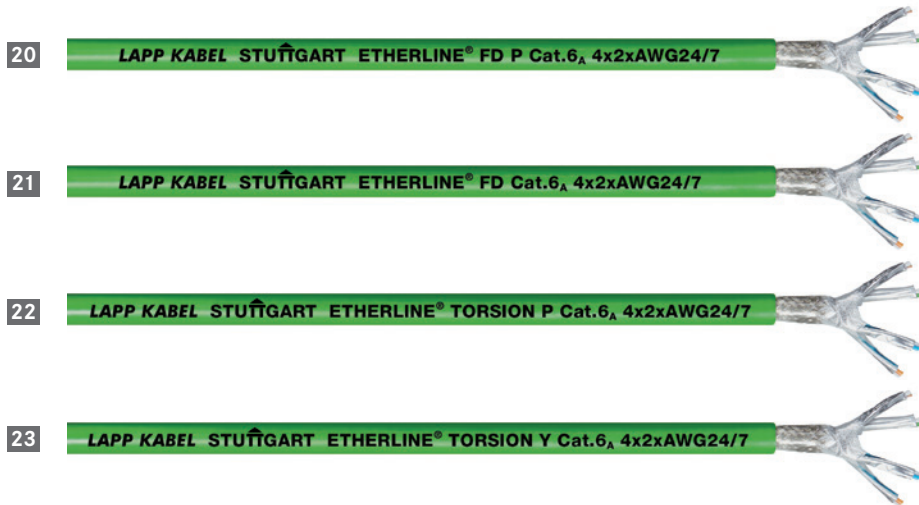 20
LAPP KABEL STUTTGART ETHERLINE® FD P Cat.6A 4x2xAWG24/7
21
LAPP KABEL STUTTGART ETHERLINE® FD Cat.6A 4x2xAWG24/7
22
LAPP KABEL STUTTGART ETHERLINE® TORSION P Cat.6A 4x2xAWG24/7
23
LAPP KABEL STUTTGART ETHERLINE® TORSION Y Cat.6A 4x2xAWG24/7